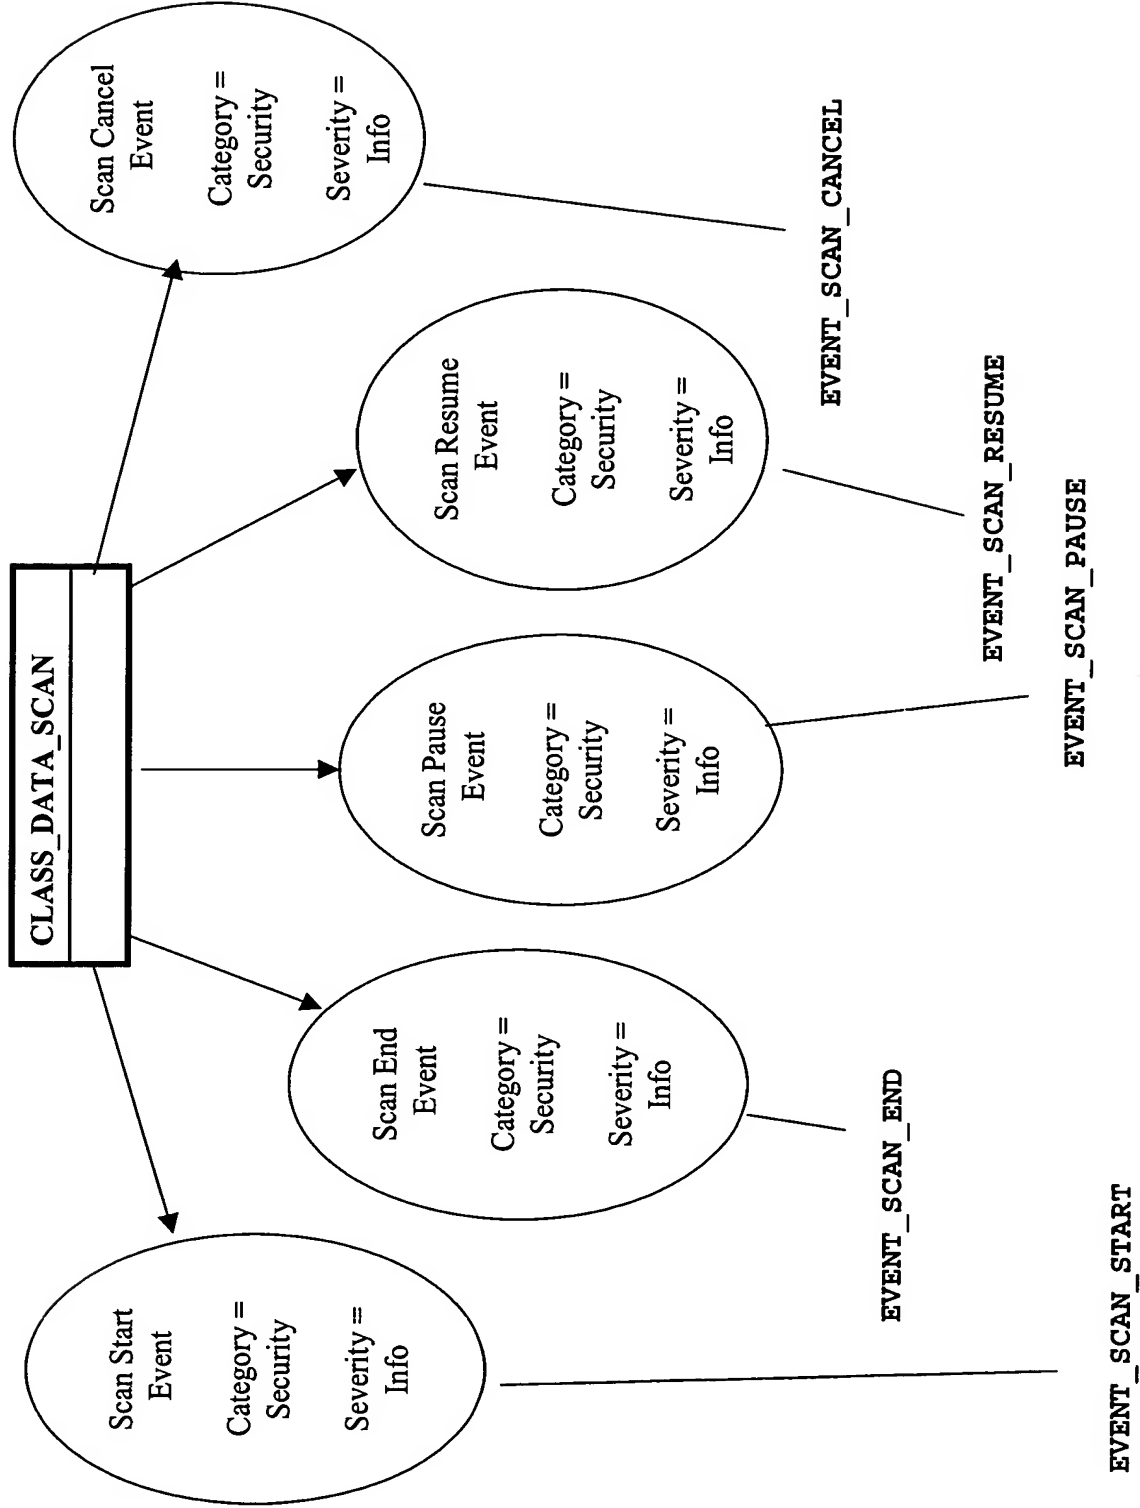 CLASS_DATA_SCAN
Scan Start
Event
Category =
Security
Severity =
Info
Scan End
Event
Category =
Security
Severity =
Info
Scan Pause
Event
Category =
Security
Severity =
Info
Scan Resume
Event
Category =
Security
Severity =
Info
Scan Cancel
Event
Category =
Security
Severity =
Info
EVENT_SCAN_START
EVENT_SCAN_END
EVENT_SCAN_PAUSE
EVENT_SCAN_RESUME
EVENT_SCAN_CANCEL